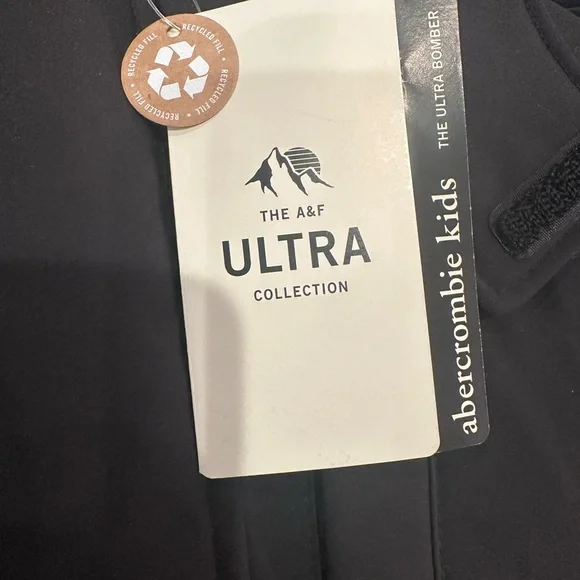 RECYCLED FILL • RECYCLED FILL • RECYCLED FILL •
THE A&F
ULTRA
COLLECTION
abercrombie kids
THE ULTRA BOMBER